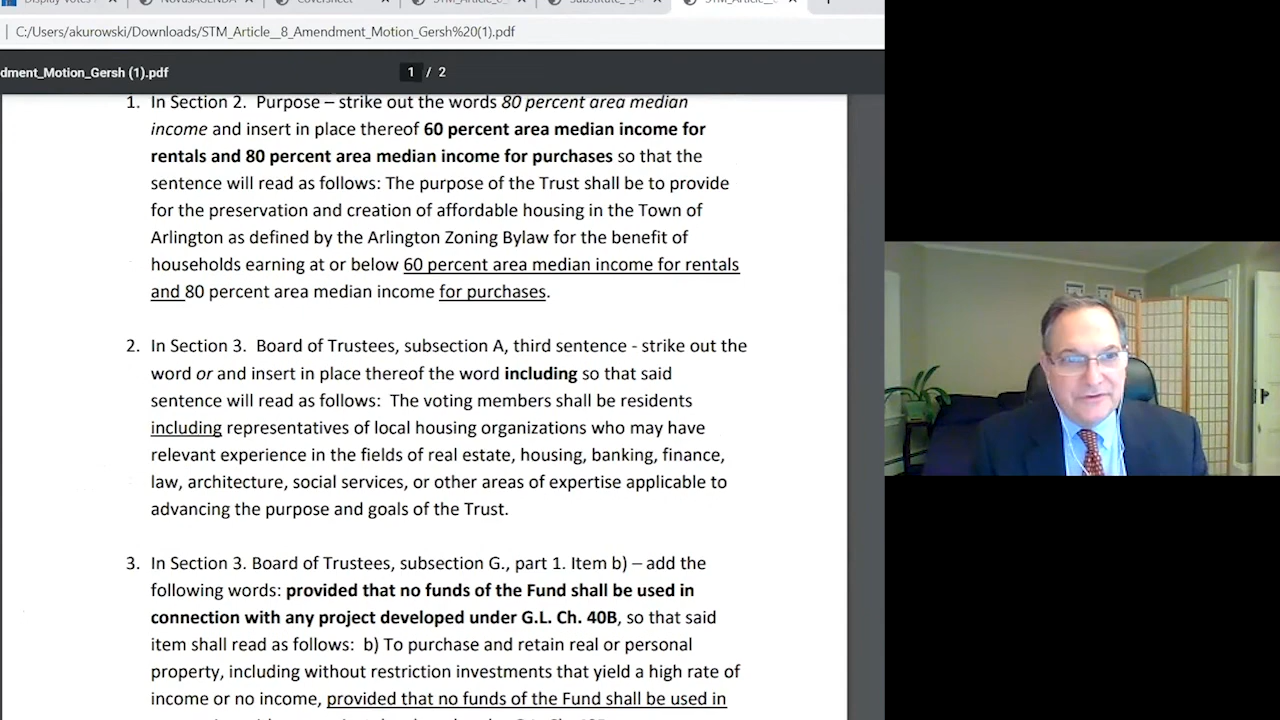 NovusAGENDA
Coversheet
C:/Users/akurowski/Downloads/STM_Article__8_Amendment_Motion_Gersh%20(1).pdf
dment_Motion_Gersh (1).pdf
1 / 2
1. In Section 2. Purpose – strike out the words 80 percent area median
income and insert in place thereof 60 percent area median income for
rentals and 80 percent area median income for purchases so that the
sentence will read as follows: The purpose of the Trust shall be to provide
for the preservation and creation of affordable housing in the Town of
Arlington as defined by the Arlington Zoning Bylaw for the benefit of
households earning at or below 60 percent area median income for rentals
and 80 percent area median income for purchases.
2. In Section 3. Board of Trustees, subsection A, third sentence - strike out the
word or and insert in place thereof the word including so that said
sentence will read as follows: The voting members shall be residents
including representatives of local housing organizations who may have
relevant experience in the fields of real estate, housing, banking, finance,
law, architecture, social services, or other areas of expertise applicable to
advancing the purpose and goals of the Trust.
3. In Section 3. Board of Trustees, subsection G., part 1. Item b) – add the
following words: provided that no funds of the Fund shall be used in
connection with any project developed under G.L. Ch. 40B, so that said
item shall read as follows: b) To purchase and retain real or personal
property, including without restriction investments that yield a high rate of
income or no income, provided that no funds of the Fund shall be used in